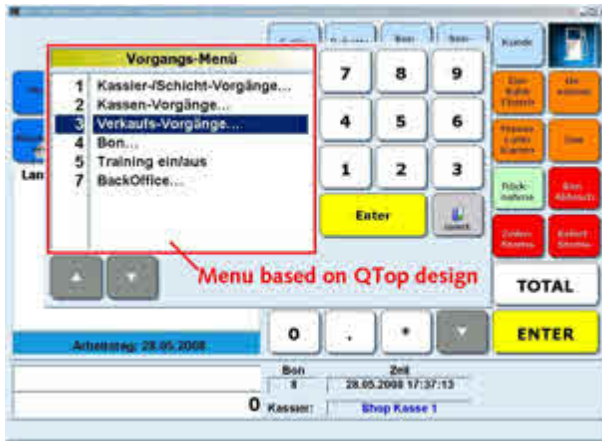 Kunde
Vorgangs-Menü
1 Kassier-/Schicht-Vorgänge...
2 Kassen-Vorgänge...
3 Verkaufs-Vorgänge...
4 Bon...
5 Training ein/aus
7 BackOffice...
7 8 9
4 5 6
1 2 3
Enter
Lan
Menu based on QTop design
TOTAL
0 . *
ENTER
Arbeitstag: 28.05.2008
Bon Zeit
8 28.05.2008 17:37:13
0 Kassier: Shop Kasse 1